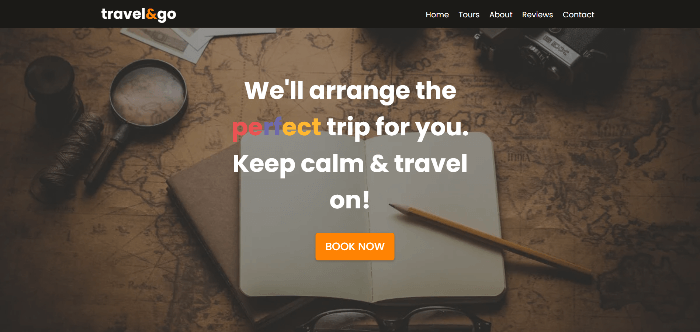 travel&go
Home Tours About Reviews Contact
We'll arrange the
perfect trip for you.
Keep calm & travel
on!
BOOK NOW